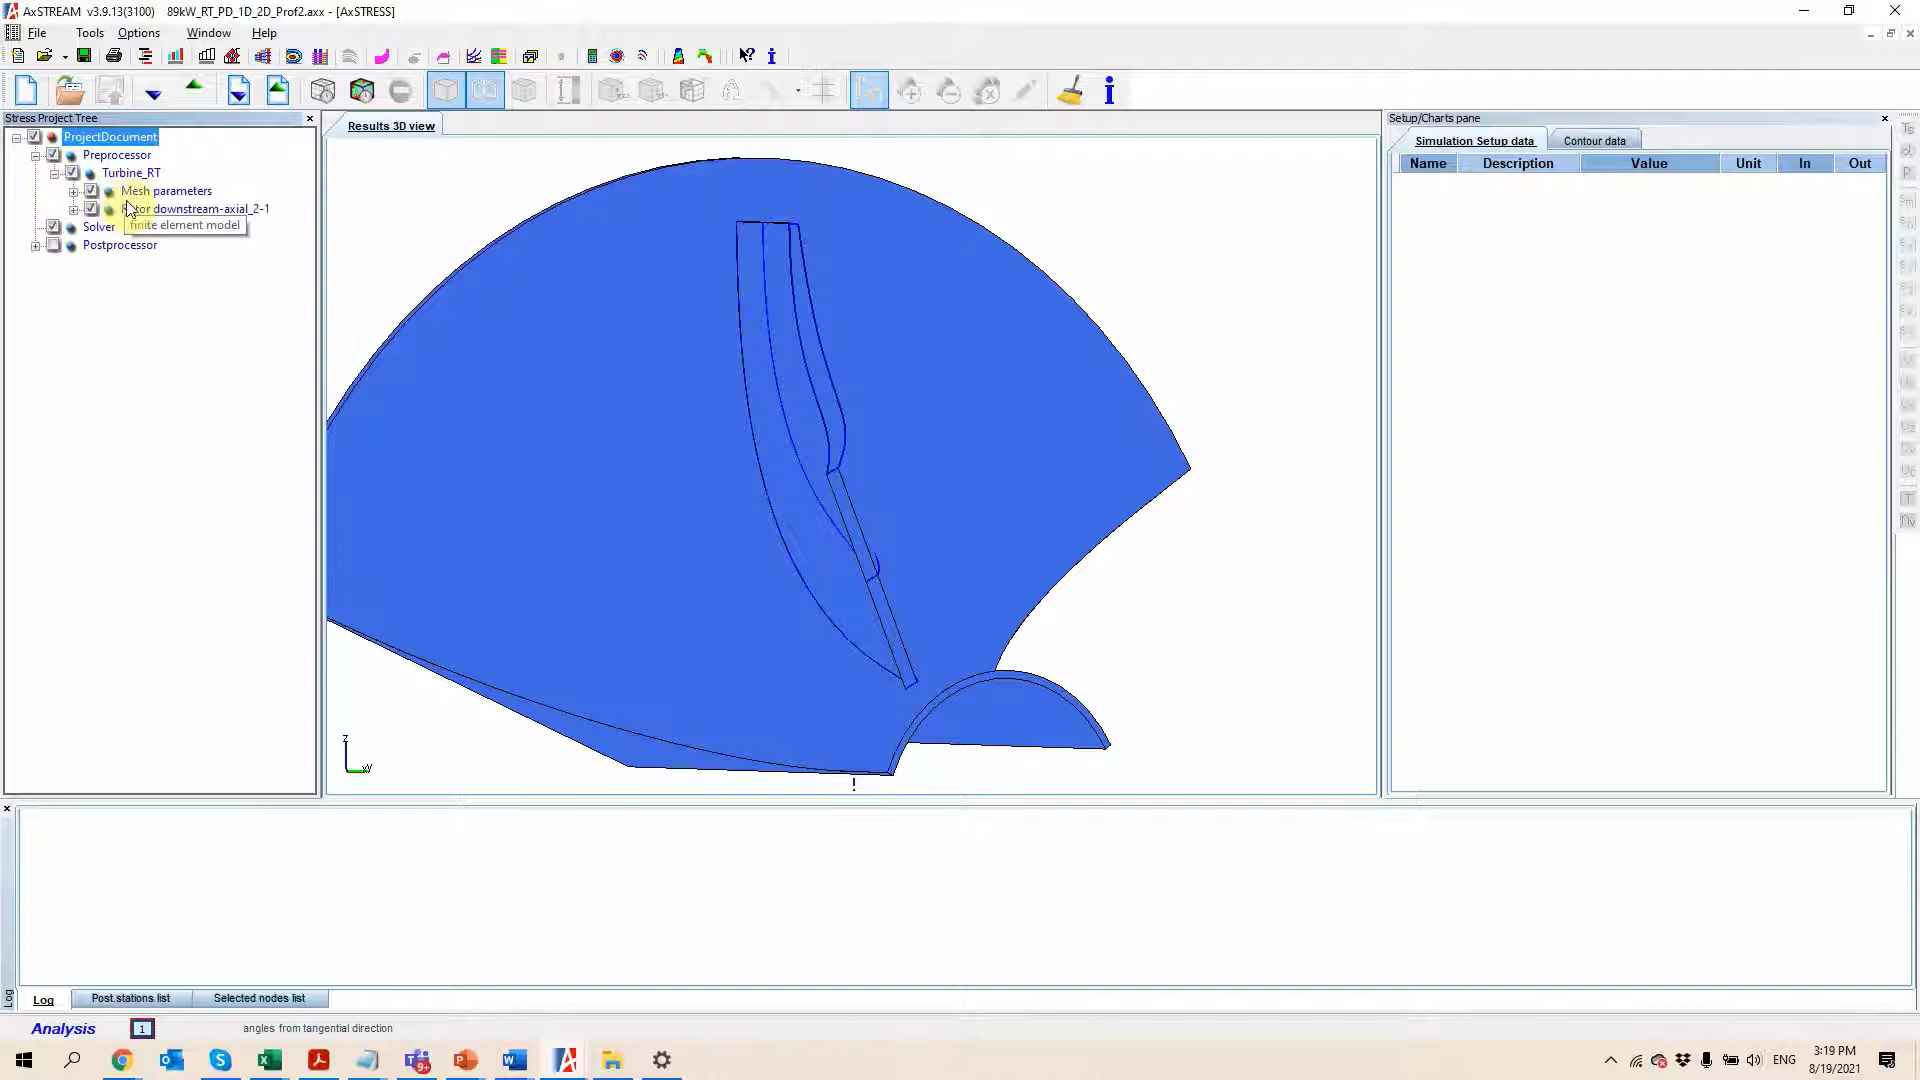 AxSTREAM v3.9.13(3100) 89kW_RT_PD_1D_2D_Prof2.axx - [AxSTRESS]
File Tools Options Window Help
Stress Project Tree
ProjectDocument
Preprocessor
Turbine_RT
Mesh parameters
downstream-axial_2-1
Solver
finite element model
Postprocessor
Results 3D view
Z
Setup/Charts pane
Simulation Setup data Contour data
Name Description Value Unit In Out
Log
Log Post.stations list Selected nodes list
Analysis 1 angles from tangential direction
9+
ENG
3:19 PM
8/19/2021